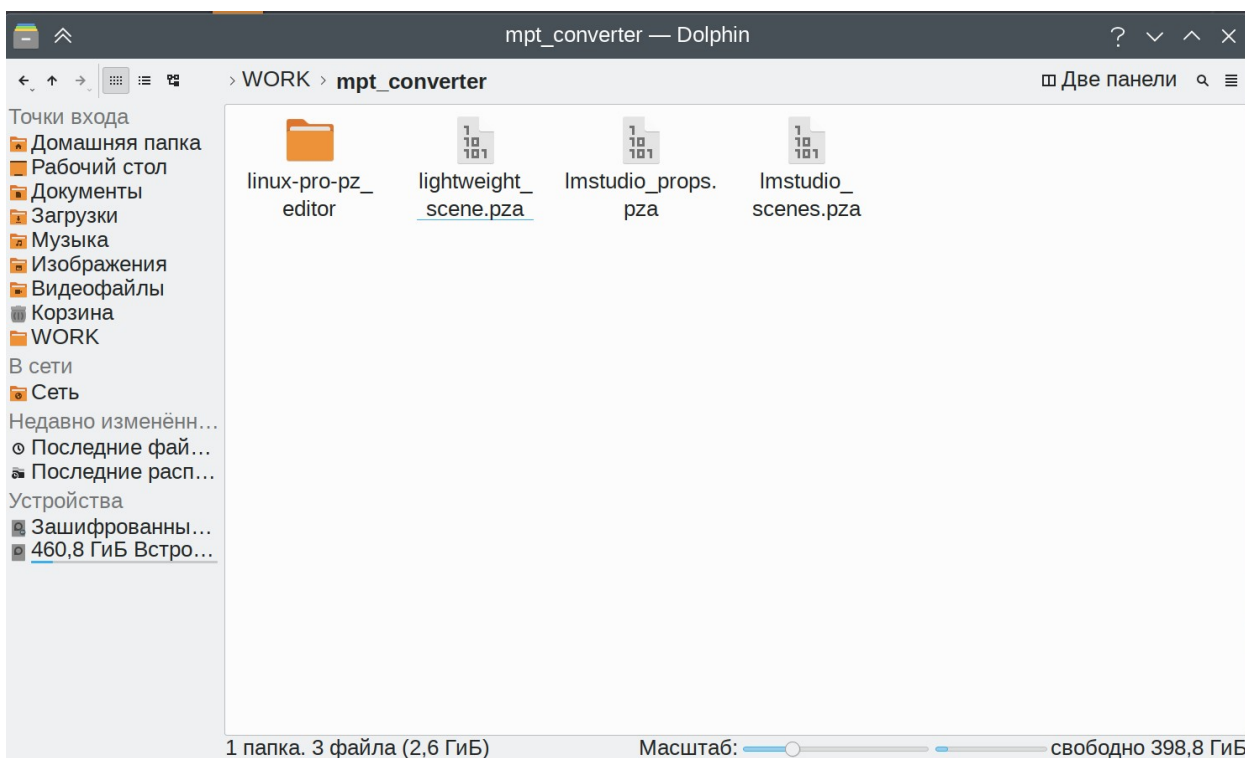 mpt_converter — Dolphin
WORK > mpt_converter
Две панели
Точки входа
Домашняя папка
Рабочий стол
Документы
Загрузки
Музыка
Изображения
Видеофайлы
Корзина
WORK
В сети
Сеть
Недавно изменённ…
Последние фай…
Последние расп…
Устройства
Зашифрованны…
460,8 ГиБ Встро…
linux-pro-pz_
editor
lightweight_
scene.pza
lmstudio_props.
pza
lmstudio_
scenes.pza
1 папка. 3 файла (2,6 ГиБ)
Масштаб:
свободно 398,8 ГиБ